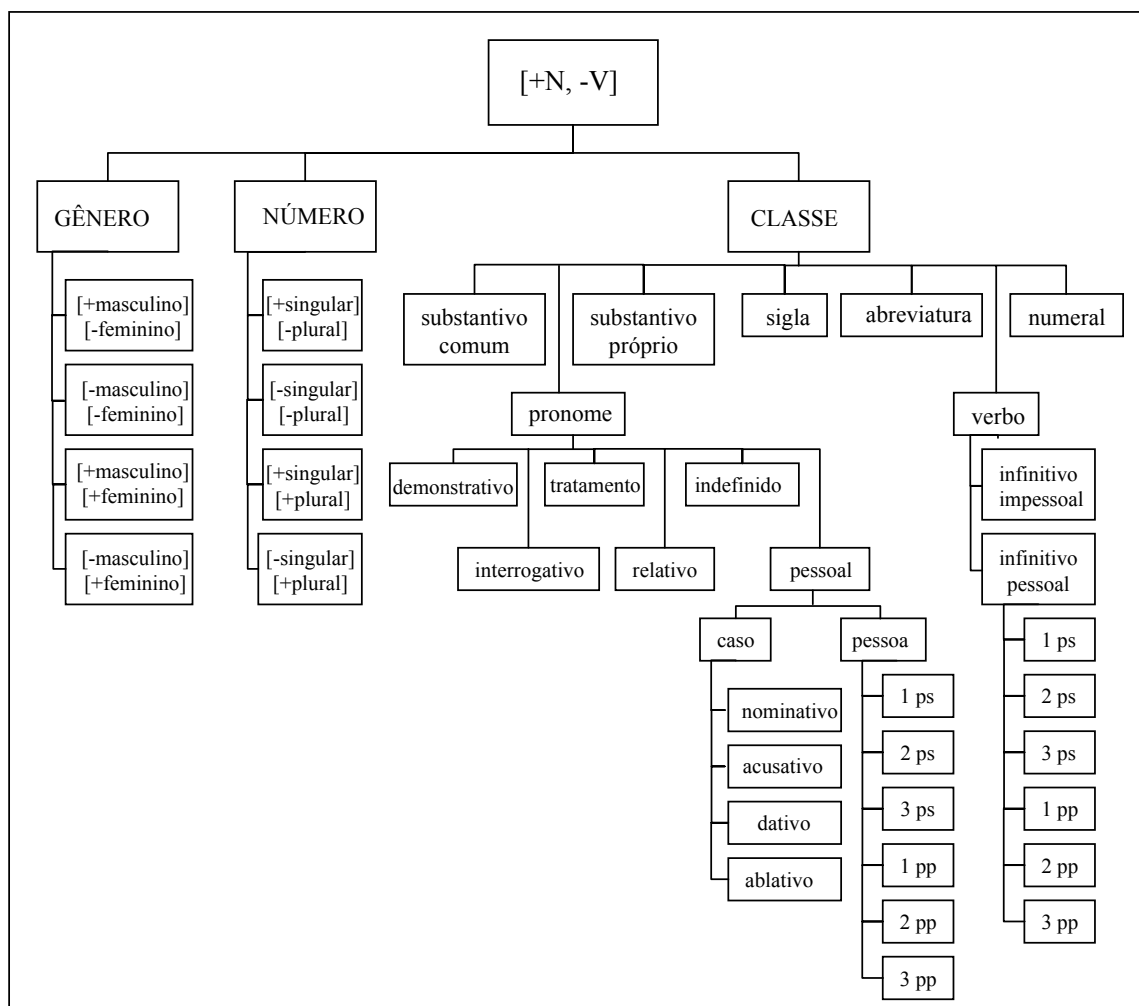 [+N, -V]
GÊNERO
NÚMERO
CLASSE
[+masculino]
[-feminino]
[-masculino]
[-feminino]
[+masculino]
[+feminino]
[-masculino]
[+feminino]
[+singular]
[-plural]
[-singular]
[-plural]
[+singular]
[+plural]
[-singular]
[+plural]
substantivo
comum
substantivo
próprio
sigla
abreviatura
numeral
pronome
verbo
demonstrativo
tratamento
indefinido
interrogativo
relativo
pessoal
caso
pessoa
nominativo
acusativo
dativo
ablativo
1 ps
2 ps
3 ps
1 pp
2 pp
3 pp
infinitivo
impessoal
infinitivo
pessoal
1 ps
2 ps
3 ps
1 pp
2 pp
3 pp